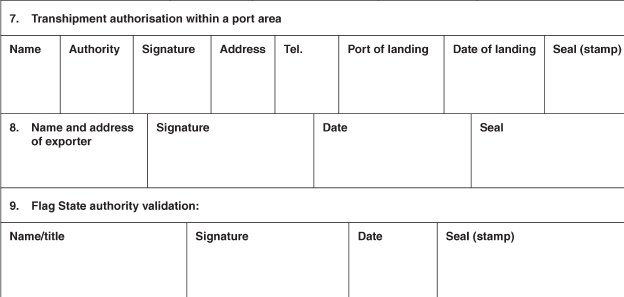 7. Transhipment authorisation within a port area
Name Authority Signature Address Tel. Port of landing Date of landing Seal (stamp)
8. Name and address Signature Date Seal
of exporter
9. Flag State authority validation:
Name/title Signature Date Seal (stamp)